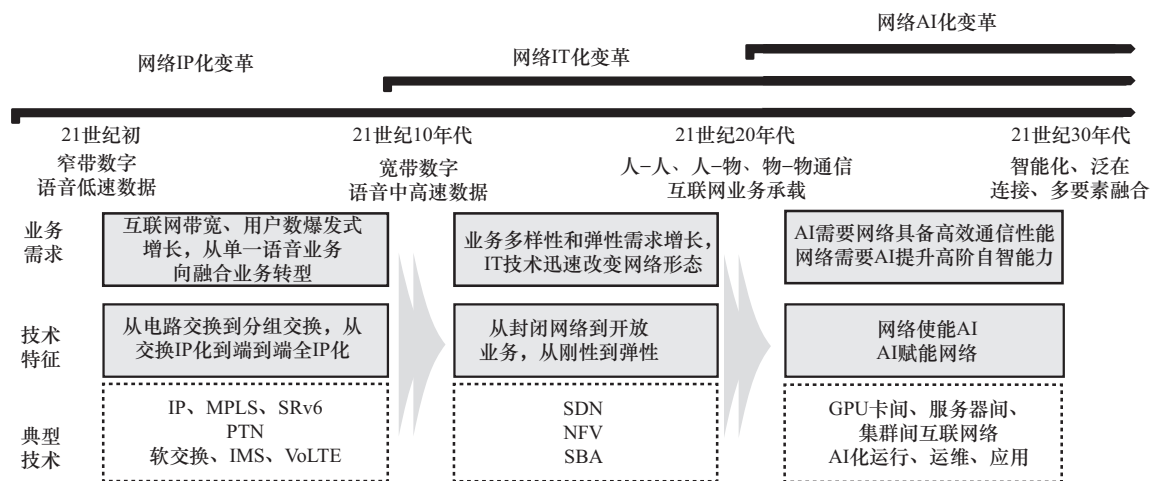 网络AI化变革
网络IT化变革
网络IP化变革
21世纪初
21世纪10年代
21世纪20年代
21世纪30年代
窄带数字
语音低速数据
宽带数字
语音中高速数据
人-人、人-物、物-物通信
互联网业务承载
智能化、泛在
连接、多要素融合
业务
需求
互联网带宽、用户数爆发式
增长，从单一语音业务
向融合业务转型
业务多样性和弹性需求增长，
IT技术迅速改变网络形态
AI需要网络具备高效通信性能
网络需要AI提升高阶自智能力
技术
特征
从电路交换到分组交换，从
交换IP化到端到端全IP化
从封闭网络到开放
业务，从刚性到弹性
网络使能AI
AI赋能网络
典型
技术
IP、MPLS、SRv6
PTN
软交换、IMS、VoLTE
SDN
NFV
SBA
GPU卡间、服务器间、
集群间互联网络
AI化运行、运维、应用